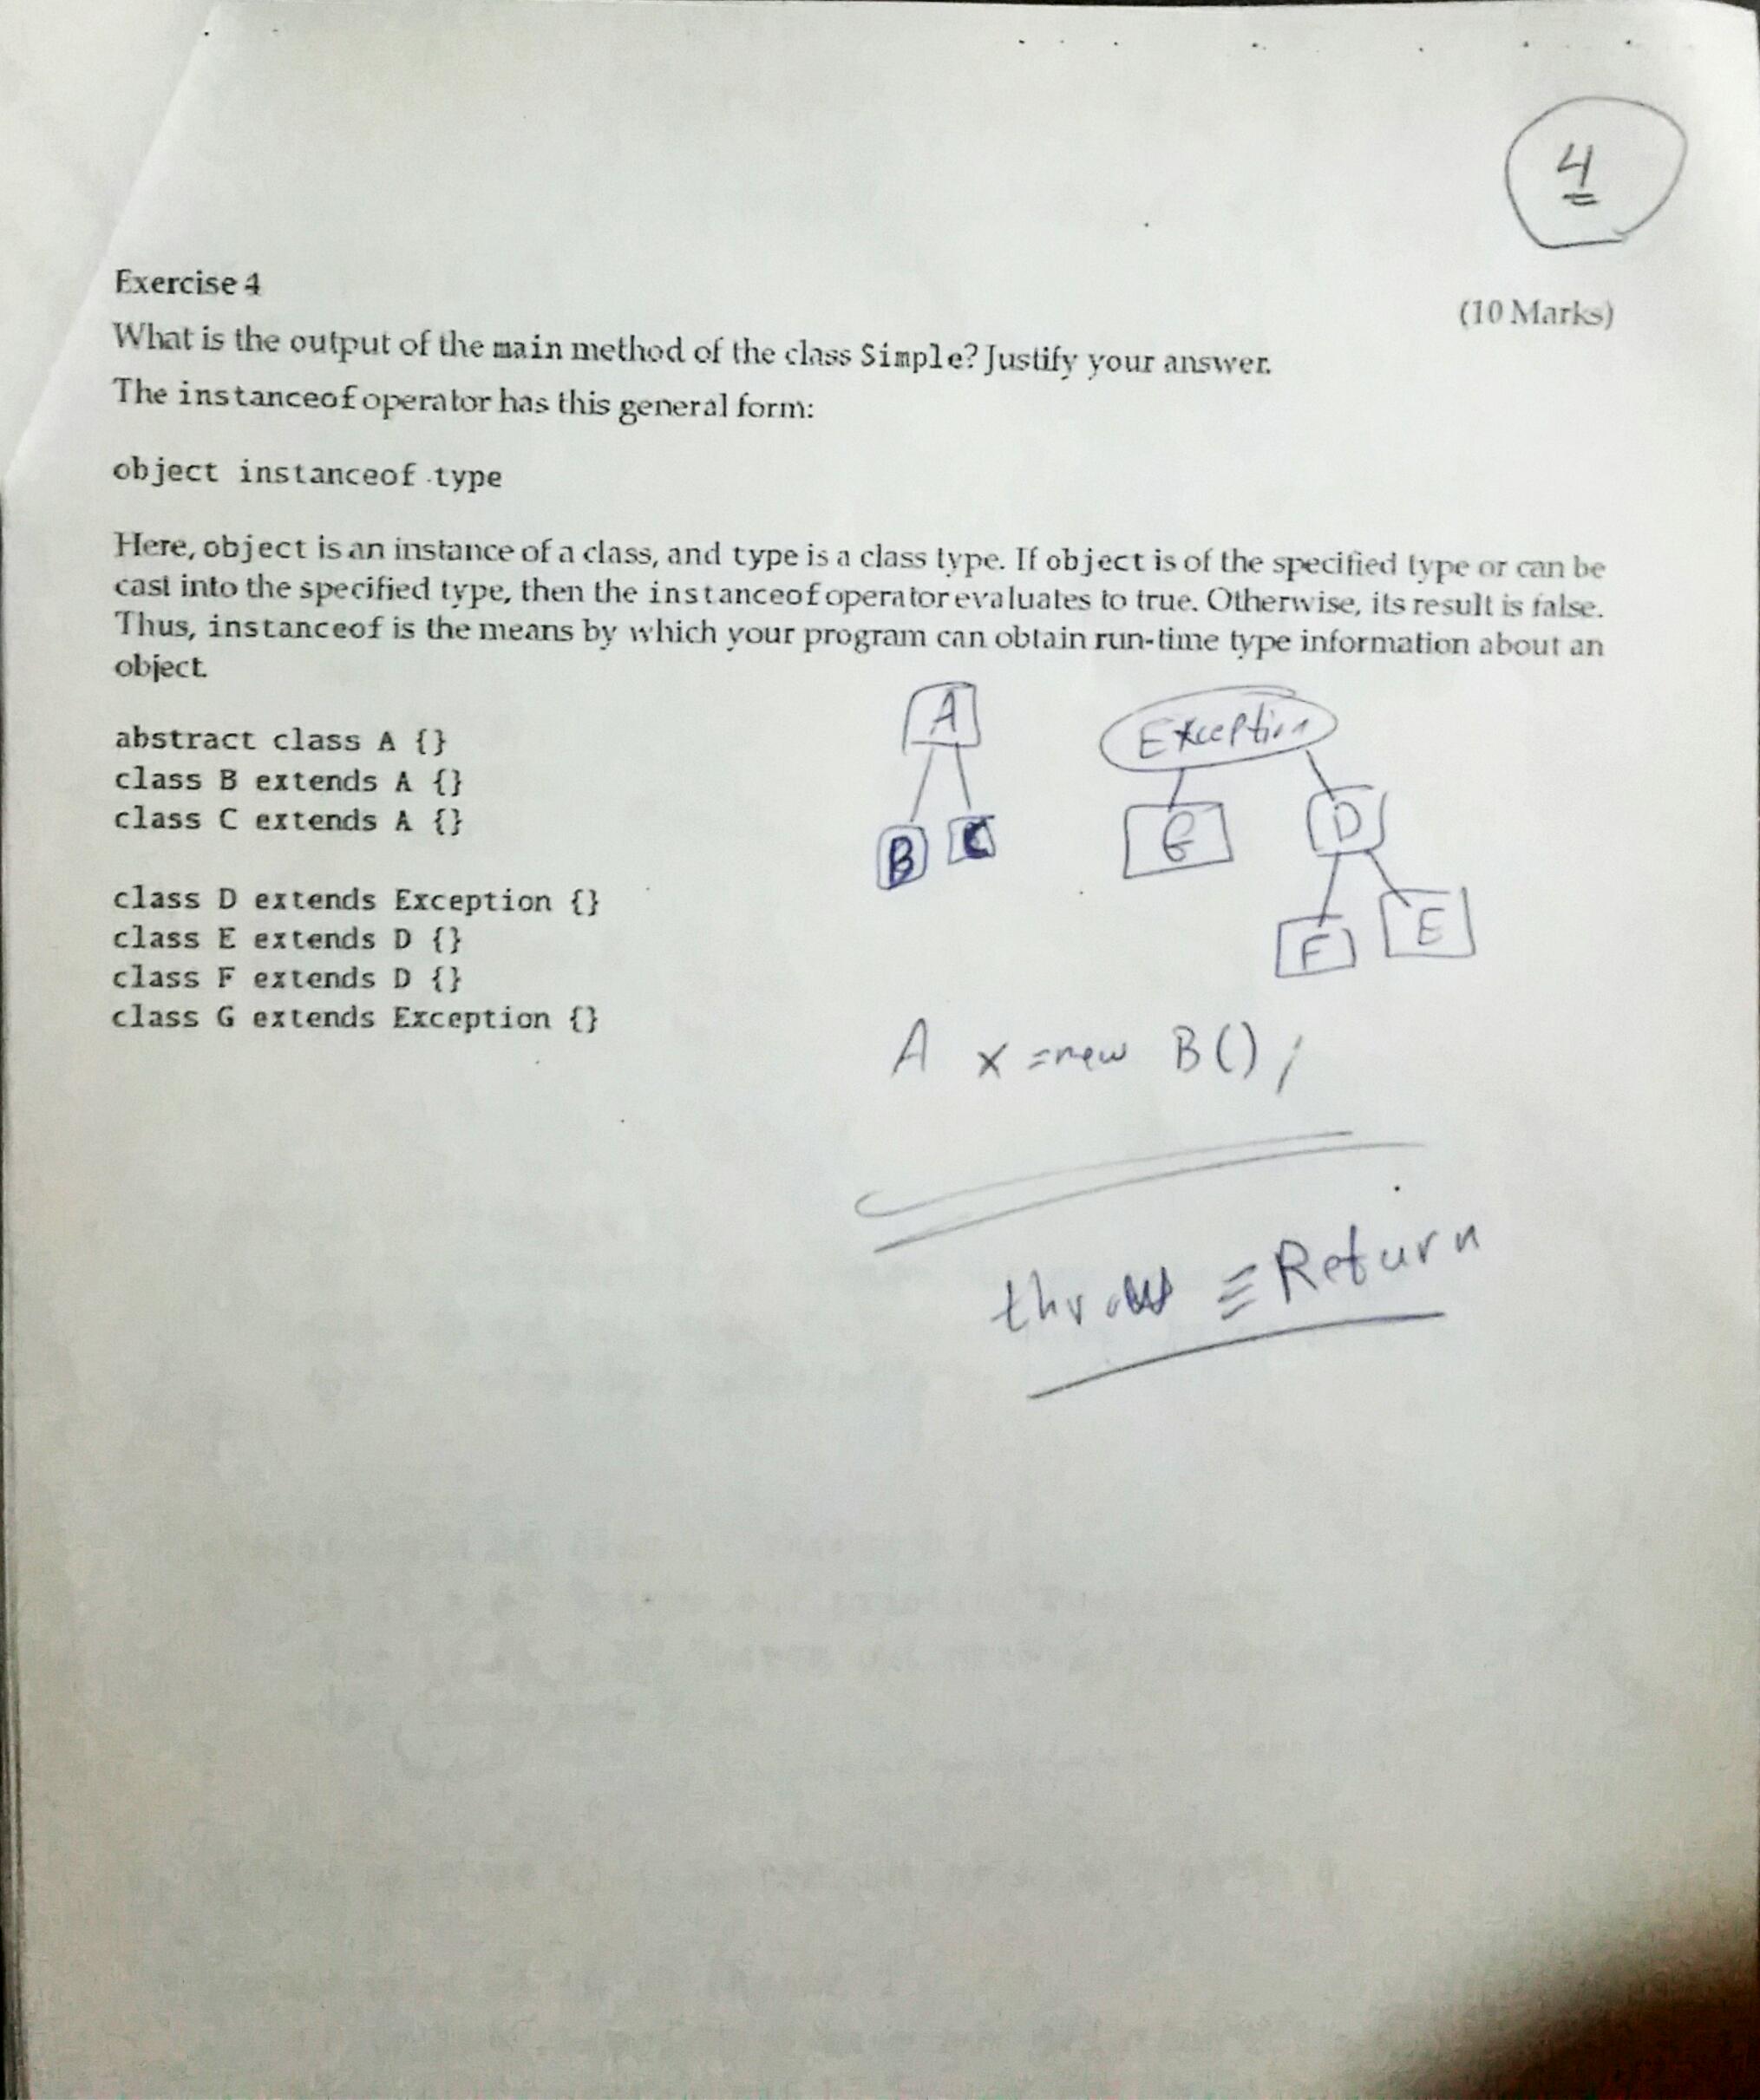 4
Exercise 4
(10 Marks)
What is the output of the main method of the class Simple? Justify your answer.
The instanceof operator has this general form:
object instanceof type
Here, object is an instance of a class, and type is a class type. If object is of the specified type or can be
cast into the specified type, then the instanceof operator evaluates to true. Otherwise, its result is false.
Thus, instanceof is the means by which your program can obtain run-time type information about an
object.
abstract class A {}
class B extends A {}
class C extends A {}
class D extends Exception {}
class E extends D {}
class F extends D {}
class G extends Exception {}
A
B C
Exception
G D
F E
A x = new B();
throw ≡ Return